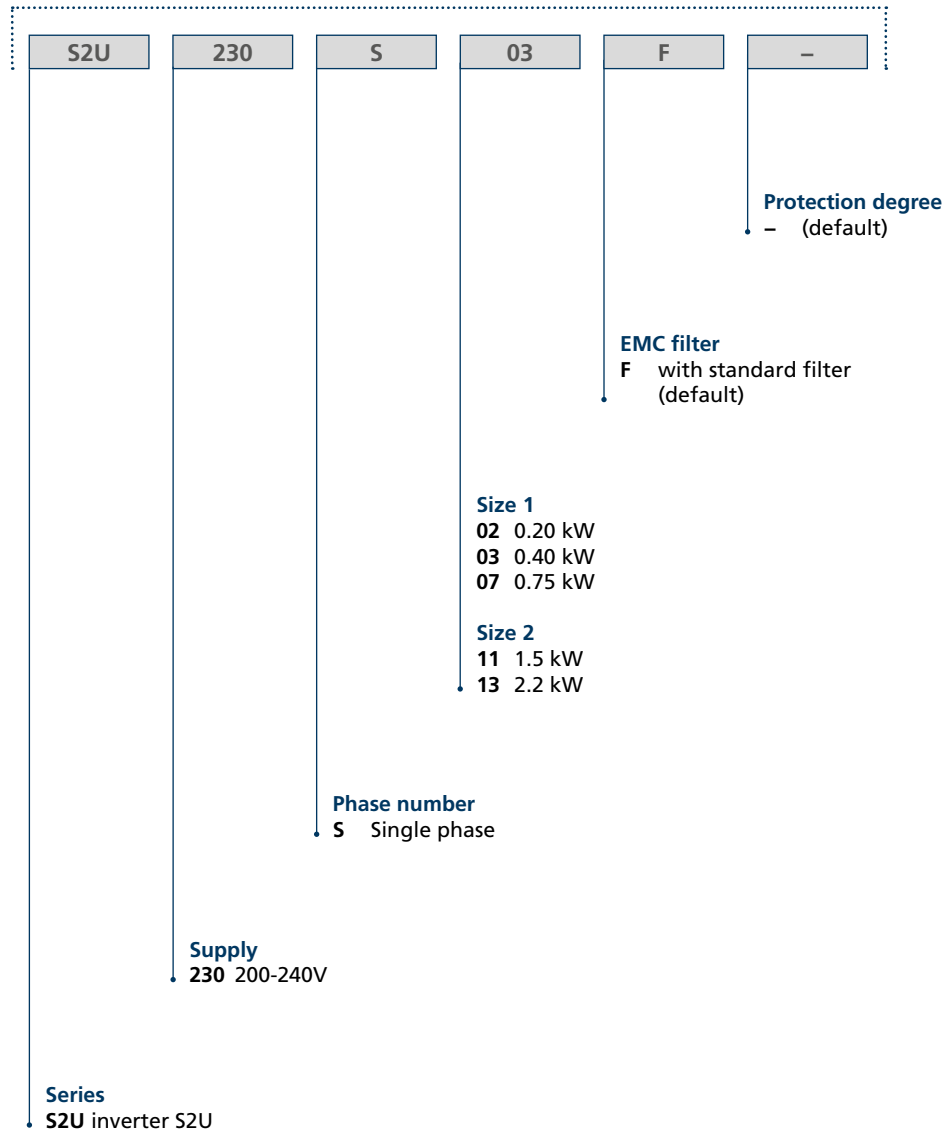 S2U 230 S 03 F –
Protection degree
– (default)
EMC filter
F with standard filter
(default)
Size 1
02 0.20 kW
03 0.40 kW
07 0.75 kW
Size 2
11 1.5 kW
13 2.2 kW
Phase number
S Single phase
Supply
230 200-240V
Series
S2U inverter S2U